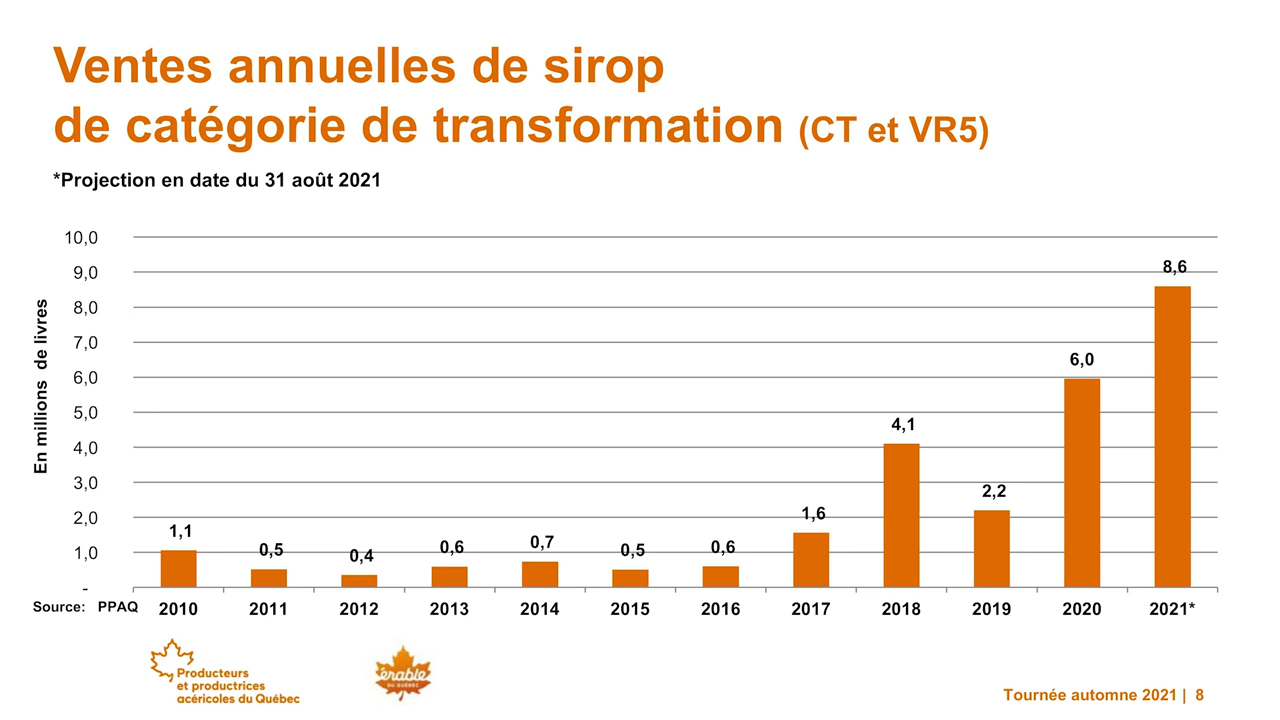 Ventes annuelles de sirop
de catégorie de transformation (CT et VR5)
*Projection en date du 31 août 2021
En millions de livres
10,0
9,0
8,0
7,0
6,0
5,0
4,0
3,0
2,0
1,0
-
1,1
0,5
0,4
0,6
0,7
0,5
0,6
1,6
4,1
2,2
6,0
8,6
2010 2011 2012 2013 2014 2015 2016 2017 2018 2019 2020 2021*
Source: PPAQ
Producteurs
et productrices
acéricoles du Québec
érable
DU QUÉBEC
Tournée automne 2021 | 8